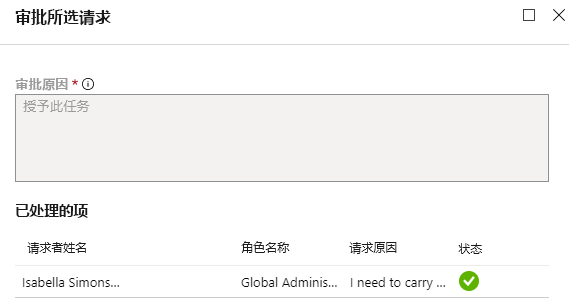 审批所选请求
审批原因 *
授予此任务
已处理的项
请求者姓名 角色名称 请求原因 状态
Isabella Simons... Global Adminis... I need to carry ...